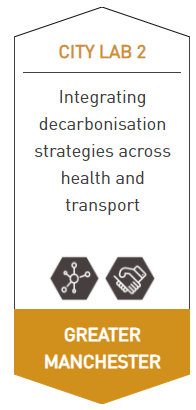 CITY LAB 2
Integrating
decarbonisation
strategies across
health and
transport
GREATER
MANCHESTER